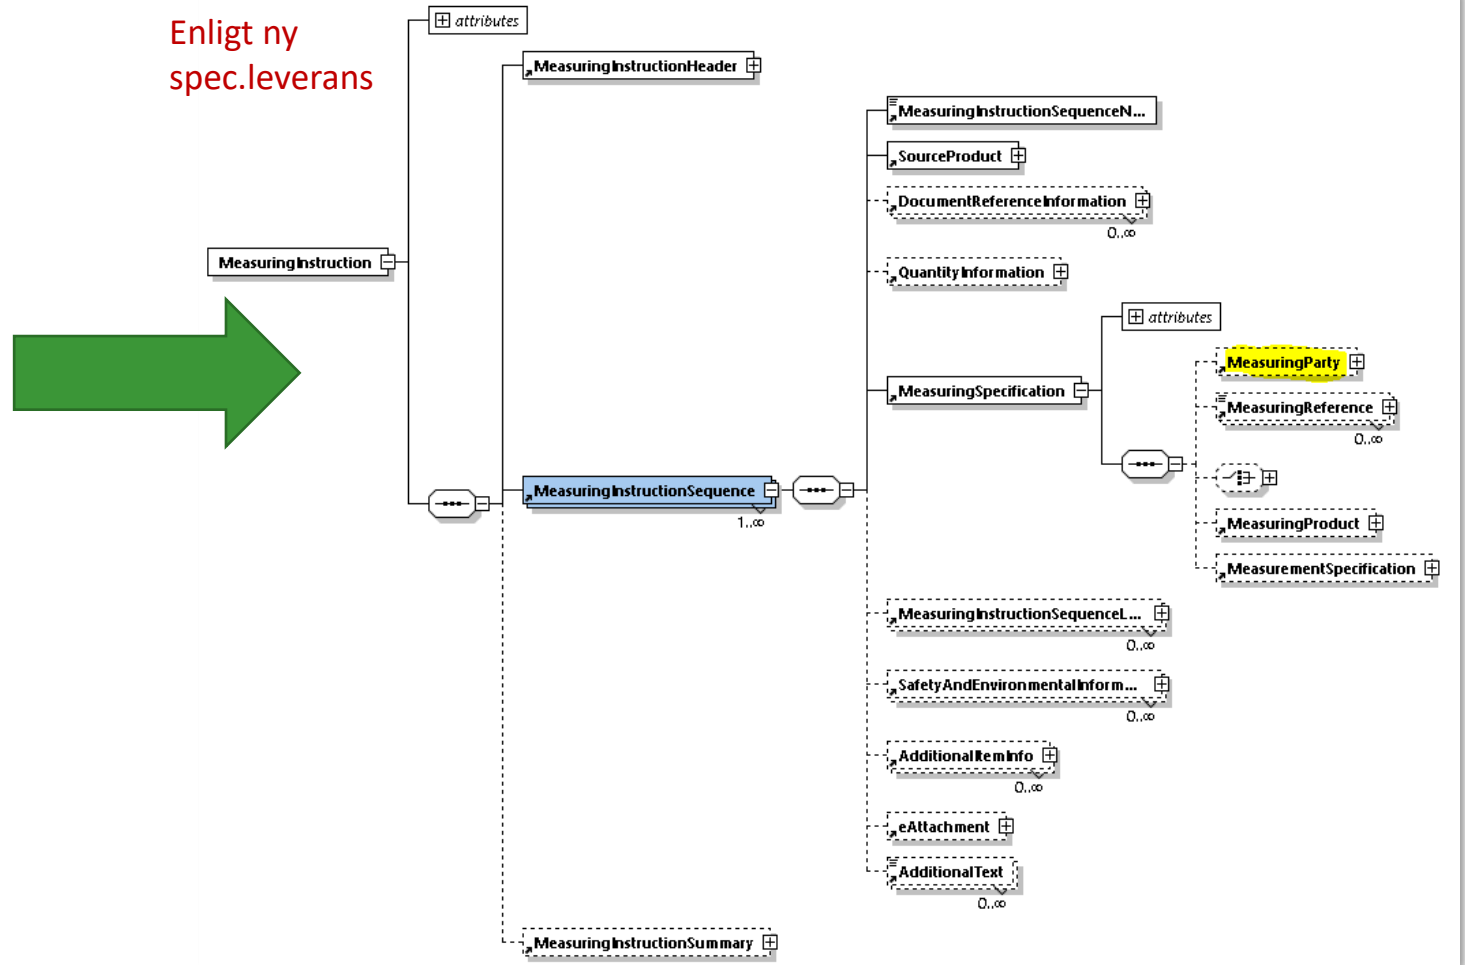 Enligt ny
spec.leverans
attributes
MeasuringInstructionHeader
MeasuringInstructionSequenceN...
SourceProduct
DocumentReferenceInformation
0..∞
MeasuringInstruction
QuantityInformation
attributes
MeasuringParty
MeasuringSpecification
MeasuringReference
0..∞
MeasuringInstructionSequence
1..∞
MeasuringProduct
MeasurementSpecification
MeasuringInstructionSequenceL...
0..∞
SafetyAndEnvironmentalInform...
0..∞
AdditionalItemInfo
0..∞
eAttachment
AdditionalText
0..∞
MeasuringInstructionSummary